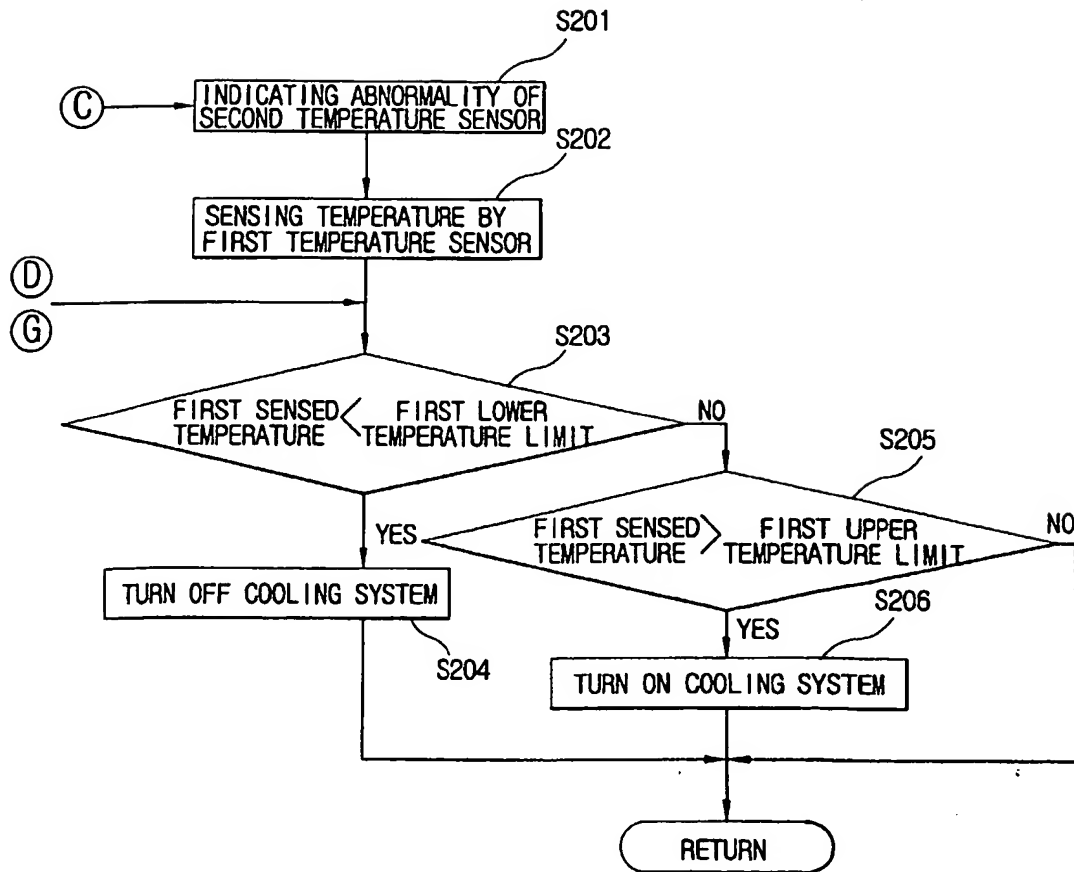 S201
C
INDICATING ABNORMALITY OF
SECOND TEMPERATURE SENSOR
S202
SENSING TEMPERATURE BY
FIRST TEMPERATURE SENSOR
D
G
S203
FIRST SENSED < FIRST LOWER
TEMPERATURE TEMPERATURE LIMIT
NO
S205
YES
FIRST SENSED > FIRST UPPER
TEMPERATURE TEMPERATURE LIMIT
NO
TURN OFF COOLING SYSTEM
S204
YES
S206
TURN ON COOLING SYSTEM
RETURN